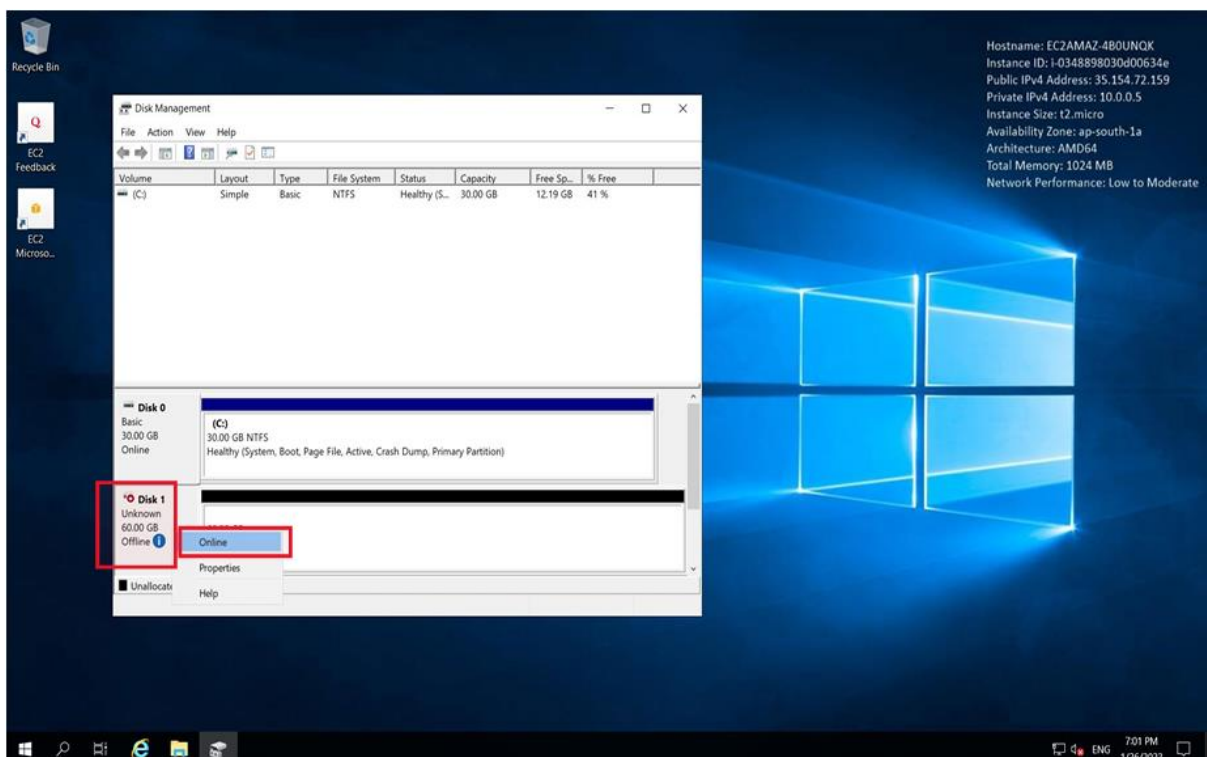 Recycle Bin
EC2
Feedback
EC2
Microso...
Hostname: EC2AMAZ-4B0UNQK
Instance ID: i-0348898030d00634e
Public IPv4 Address: 35.154.72.159
Private IPv4 Address: 10.0.0.5
Instance Size: t2.micro
Availability Zone: ap-south-1a
Architecture: AMD64
Total Memory: 1024 MB
Network Performance: Low to Moderate
Disk Management
File Action View Help
Volume Layout Type File System Status Capacity Free Sp... % Free
(C:) Simple Basic NTFS Healthy (S... 30.00 GB 12.19 GB 41 %
Disk 0
Basic
30.00 GB
Online
(C:)
30.00 GB NTFS
Healthy (System, Boot, Page File, Active, Crash Dump, Primary Partition)
Disk 1
Unknown
60.00 GB
Offline
Online
Properties
Help
Unallocate
ENG
7:01 PM